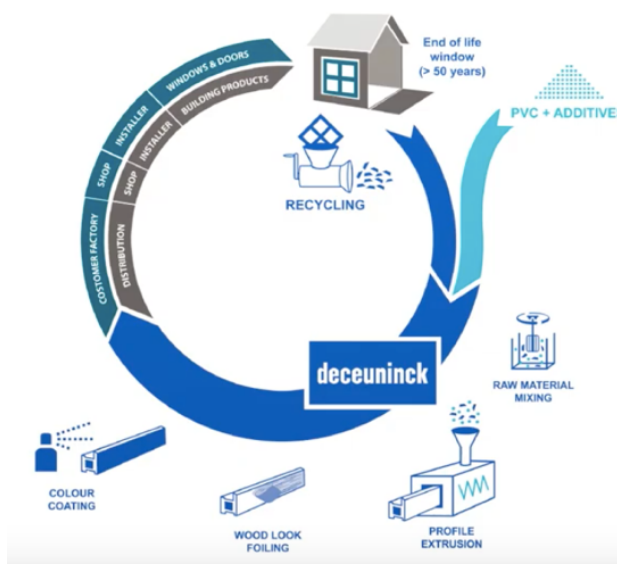 WINDOWS & DOORS
BUILDING PRODUCTS
INSTALLER
INSTALLER
SHOP
SHOP
COSTOMER FACTORY
DISTRIBUTION
End of life
window
(> 50 years)
PVC + ADDITIVE
RECYCLING
deceuninck
RAW MATERIAL
MIXING
COLOUR
COATING
WOOD LOOK
FOILING
PROFILE
EXTRUSION